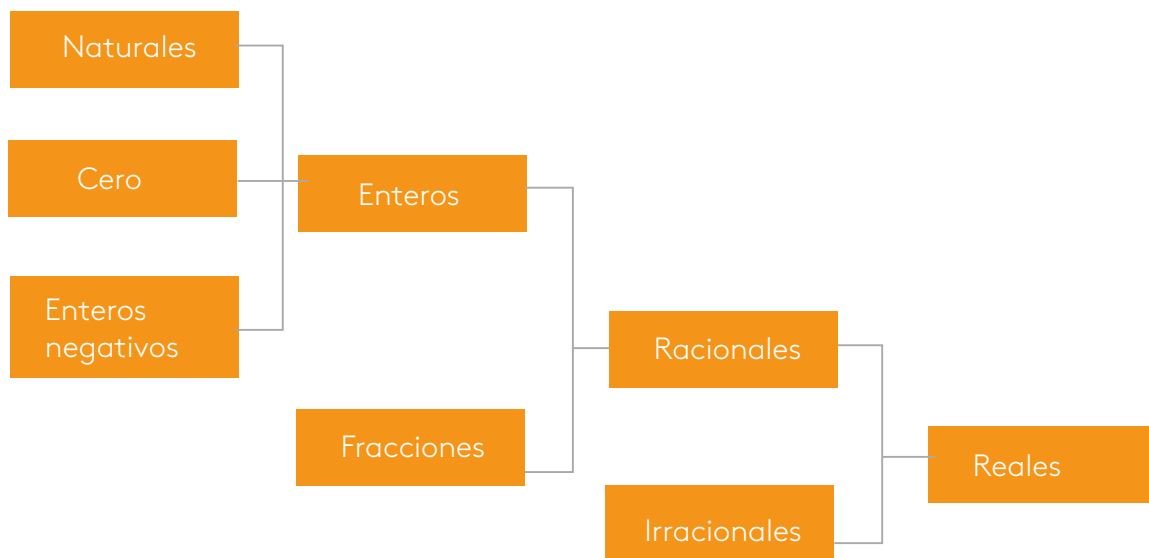 Naturales
Cero
Enteros
negativos
Enteros
Fracciones
Racionales
Irracionales
Reales